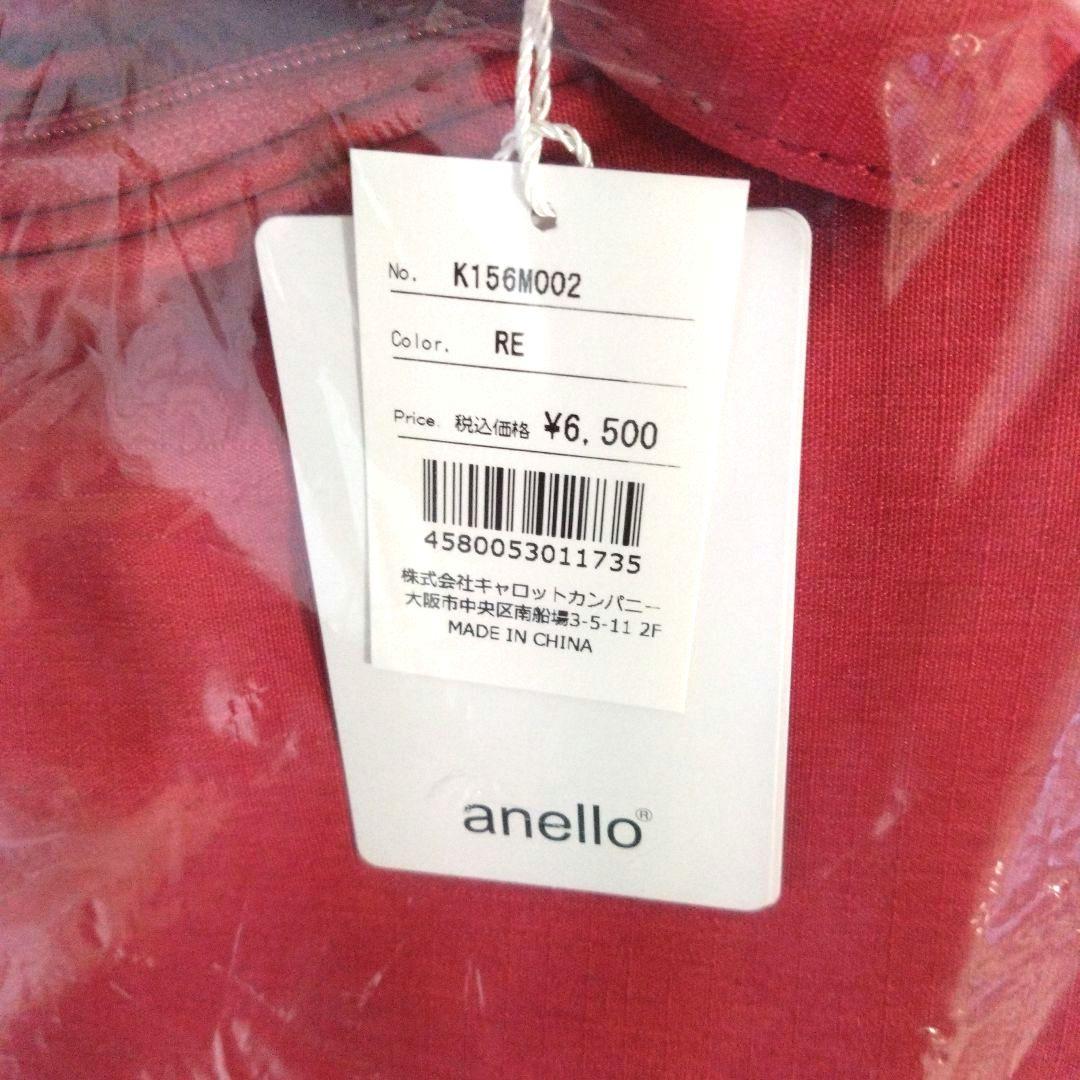 No. K156M002
Color. RE
Price. 税込価格 ¥6,500
4580053011735
株式会社キャロットカンパニー
大阪市中央区南船場3-5-11 2F
MADE IN CHINA
anello®